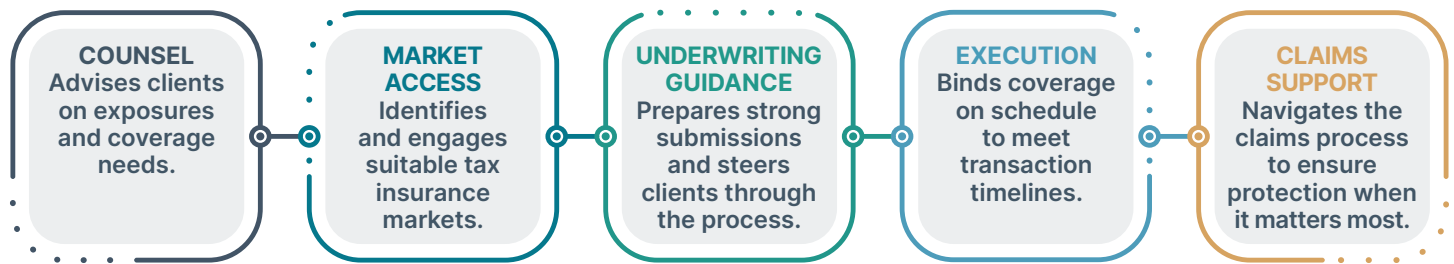 COUNSEL
Advises clients
on exposures
and coverage
needs.
MARKET
ACCESS
Identifies
and engages
suitable tax
insurance
markets.
UNDERWRITING
GUIDANCE
Prepares strong
submissions
and steers
clients through
the process.
EXECUTION
Binds coverage
on schedule
to meet
transaction
timelines.
CLAIMS
SUPPORT
Navigates the
claims process
to ensure
protection when
it matters most.